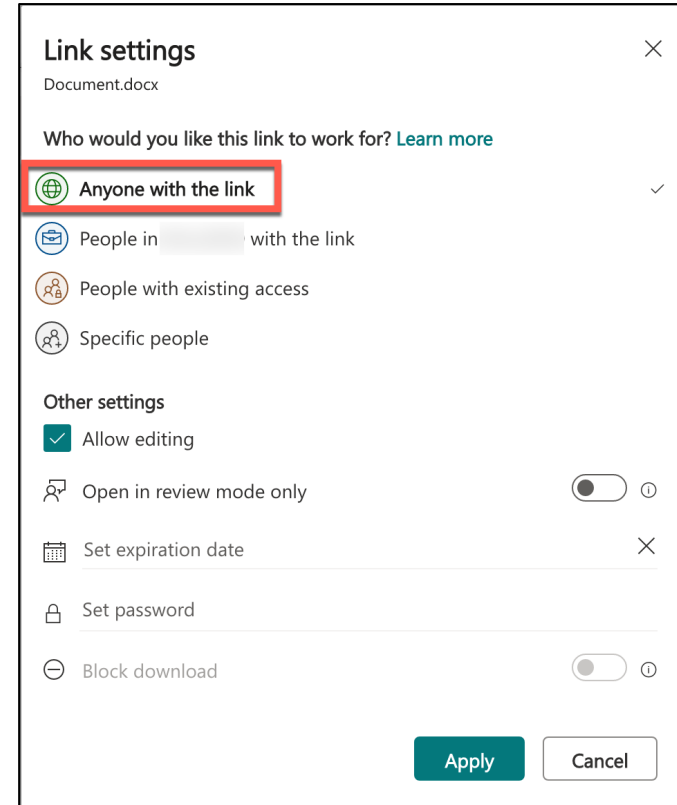 Link settings
Document.docx
Who would you like this link to work for? Learn more
Anyone with the link
People in with the link
People with existing access
Specific people
Other settings
Allow editing
Open in review mode only
Set expiration date
Set password
Block download
Apply Cancel